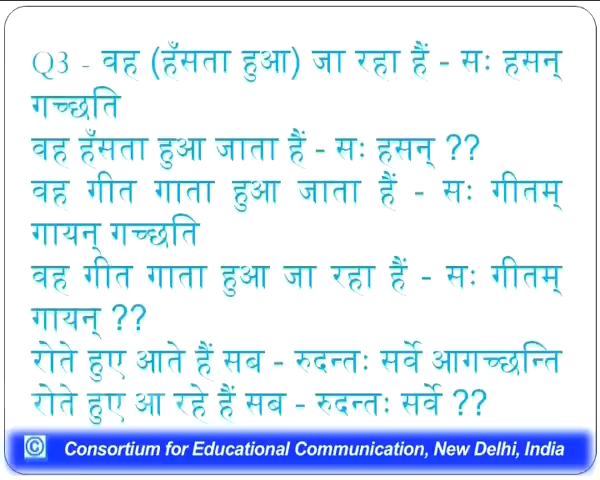 Q3 - वह (हँसता हुआ) जा रहा हैं - सः हसन्
गच्छति
वह हँसता हुआ जाता हैं - सः हसन् ??
वह गीत गाता हुआ जाता हैं - सः गीतम्
गायन् गच्छति
वह गीत गाता हुआ जा रहा हैं - सः गीतम्
गायन् ??
रोते हुए आते हैं सब - रुदन्तः सर्वे आगच्छन्ति
रोते हुए आ रहे हैं सब - रुदन्तः सर्वे ??
© Consortium for Educational Communication, New Delhi, India